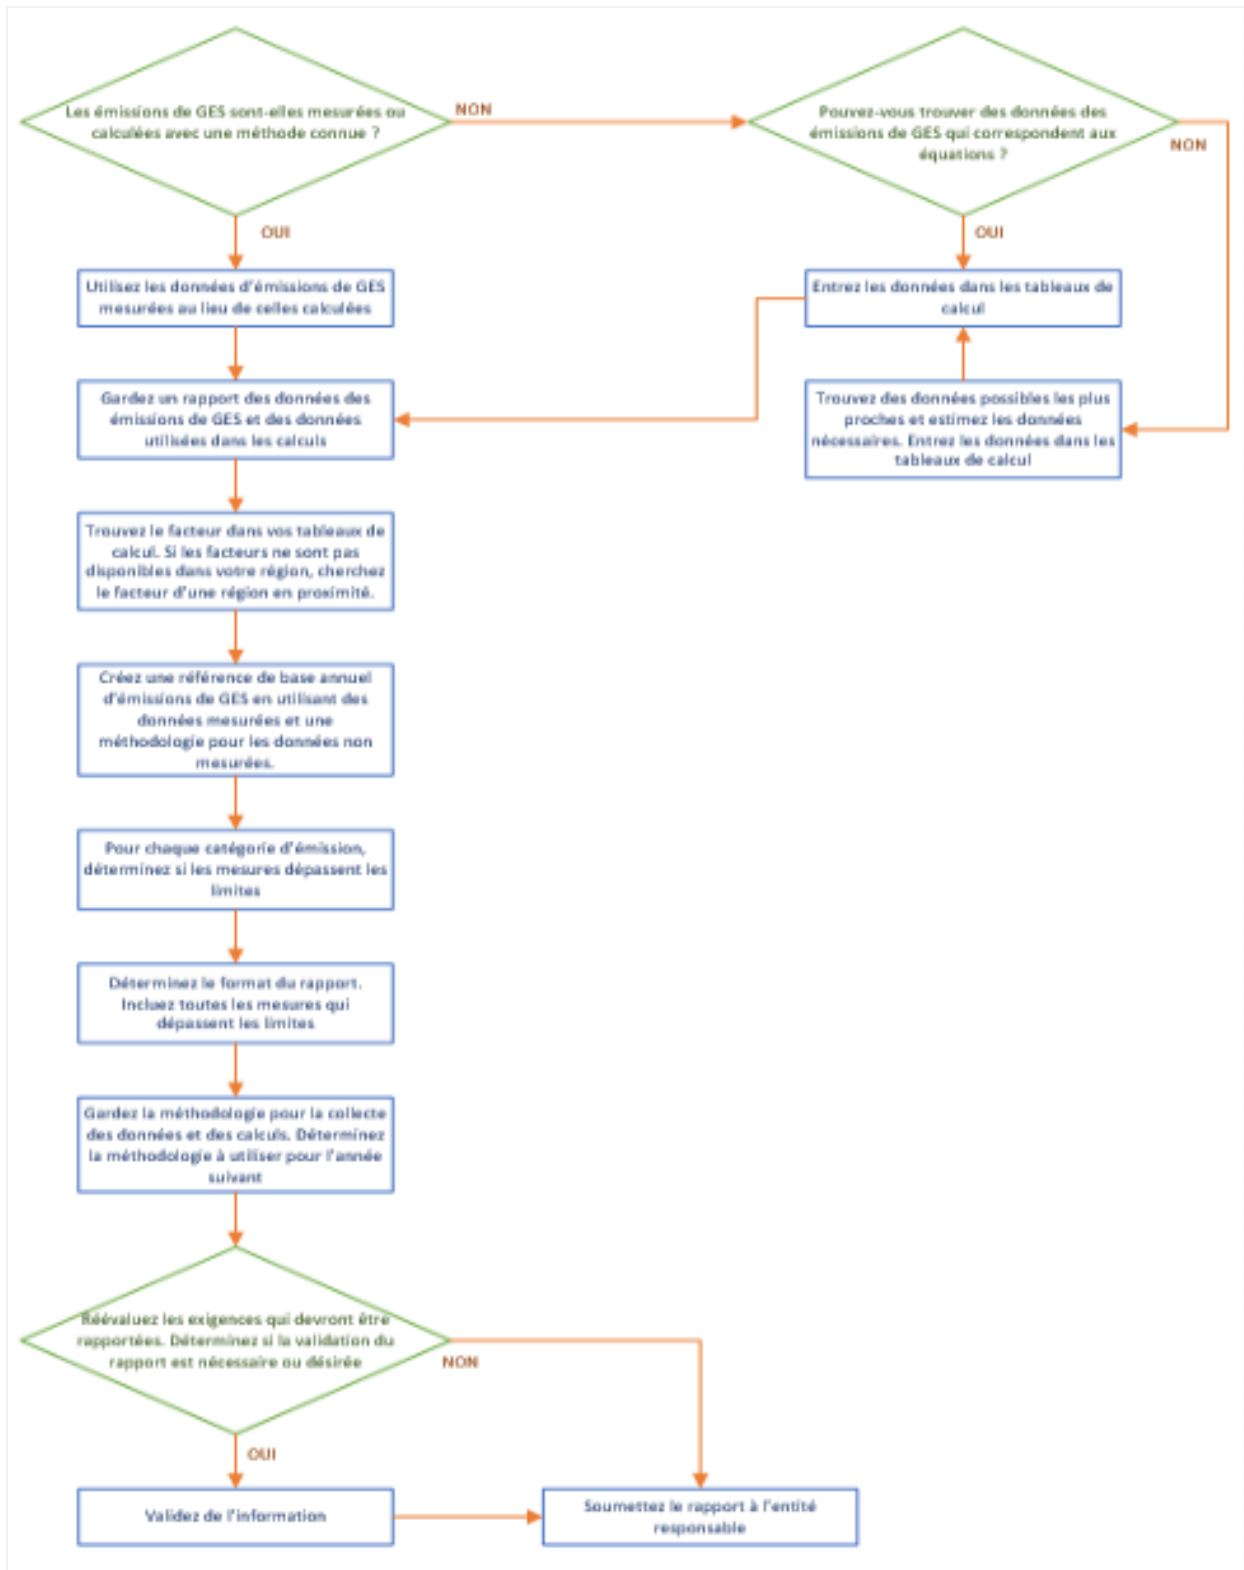 Les émissions de GES sont-elles mesurées ou
calculées avec une méthode connue ?
NON
Pouvez-vous trouver des données des
émissions de GES qui correspondent aux
équations ?
NON
OUI
OUI
Utilisez les données d'émissions de GES
mesurées au lieu de celles calculées
Entrez les données dans les tableaux de
calcul
Gardez un rapport des données des
émissions de GES et des données
utilisées dans les calculs
Trouvez des données possibles les plus
proches et estimez les données
nécessaires. Entrez les données dans les
tableaux de calcul
Trouvez le facteur dans vos tableaux de
calcul. Si les facteurs ne sont pas
disponibles dans votre région, cherchez
le facteur d'une région en proximité.
Créez une référence de base annuel
d'émissions de GES en utilisant des
données mesurées et une
méthodologie pour les données non
mesurées.
Pour chaque catégorie d'émission,
déterminez si les mesures dépassent les
limites
Déterminez le format du rapport.
Incluez toutes les mesures qui
dépassent les limites
Gardez la méthodologie pour la collecte
des données et des calculs. Déterminez
la méthodologie à utiliser pour l'année
suivant
Réévaluez les exigences qui devront être
rapportées. Déterminez si la validation du
rapport est nécessaire ou désirée
NON
OUI
Validez de l'information
Soumettez le rapport à l'entité
responsable